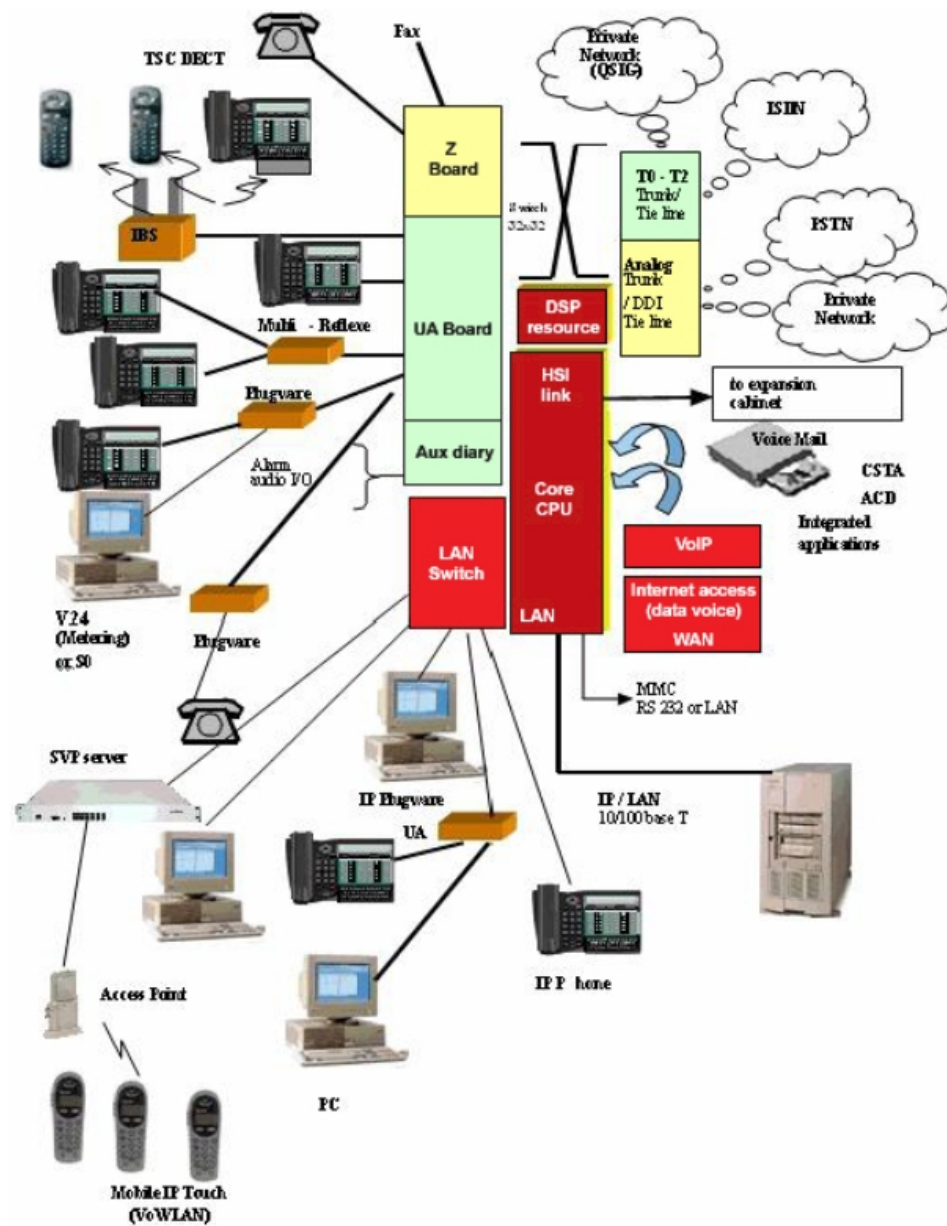 Fax
Private
Network
(QSIG)
TSC DECT
ISDN
Z
Board
T0 - T2
Trunk/
Tie line
Switch
32x32
IBS
PSTN
Analog
Trunk
/ DDI
Tie line
DSP
resource
Private
Network
UA Board
Multi - Reflexe
HSI
link
to expansion
cabinet
Plugware
Aux diary
Voice Mail
Alarm
audio I/O
CSTA
ACD
Core
CPU
Integrated
applications
LAN
Switch
VoIP
Internet access
(data voice)
WAN
LAN
V24
(Metering)
or S0
Plugware
MMC
RS 232 or LAN
SVP server
IP Plugware
IP / LAN
10/100 base T
UA
IP P hone
Access Point
PC
Mobile IP Touch
(VoWLAN)